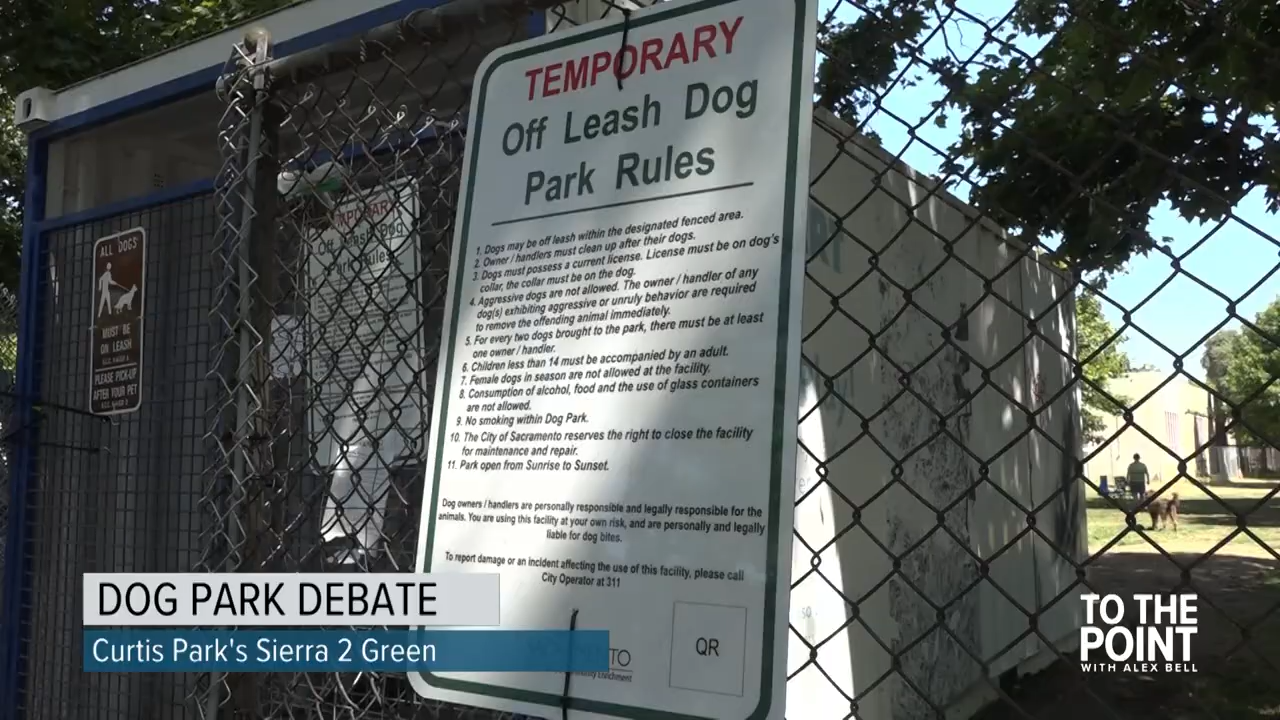 TEMPORARY
Off Leash Dog
Park Rules
1. Dogs may be off leash within the designated fenced area.
2. Owner / handlers must clean up after their dogs.
3. Dogs must possess a current license. License must be on dog's
collar, the collar must be on the dog.
4. Aggressive dogs are not allowed. The owner / handler of any
dog(s) exhibiting aggressive or unruly behavior are required
to remove the offending animal immediately.
5. For every two dogs brought to the park, there must be at least
one owner / handler.
6. Children less than 14 must be accompanied by an adult.
7. Female dogs in season are not allowed at the facility.
8. Consumption of alcohol, food and the use of glass containers
are not allowed.
9. No smoking within Dog Park.
10. The City of Sacramento reserves the right to close the facility
for maintenance and repair.
11. Park open from Sunrise to Sunset.
Dog owners / handlers are personally responsible and legally responsible for the
animals. You are using this facility at your own risk, and are personally and legally
liable for dog bites.
To report damage or an incident affecting the use of this facility, please call
City Operator at 311
QR
ALL DOGS
MUST BE
ON LEASH
PLEASE PICK-UP
AFTER YOUR PET
TEMPORARY
Off Leash Dog
Park Rules
DOG PARK DEBATE
Curtis Park's Sierra 2 Green
TO THE
POINT
WITH ALEX BELL